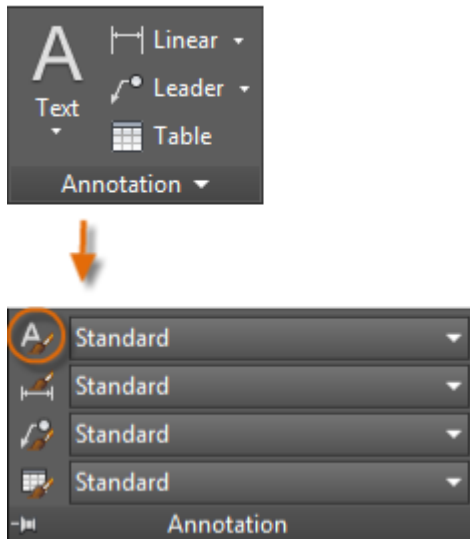 A
Text
Linear
Leader
Table
Annotation
A
Standard
Standard
Standard
Standard
Annotation